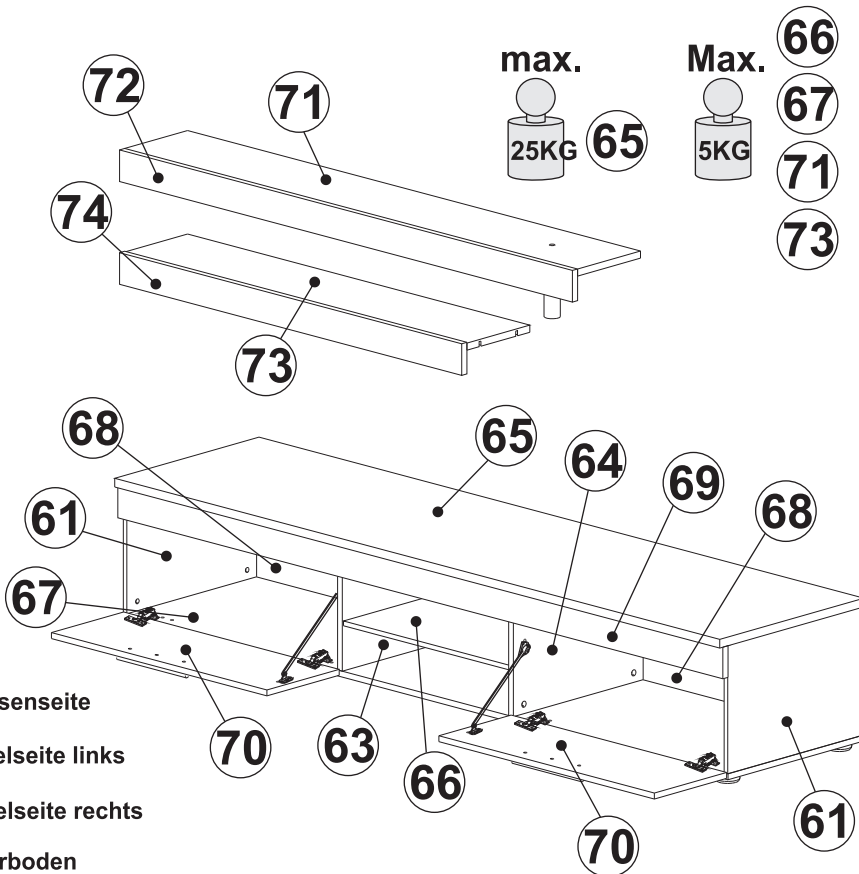 max.
25KG
65
Max.
5KG
66
67
71
73
72
71
74
73
68
65
64
69
68
61
67
70
63
66
70
61
senseite
elseite links
elseite rechts
rboden